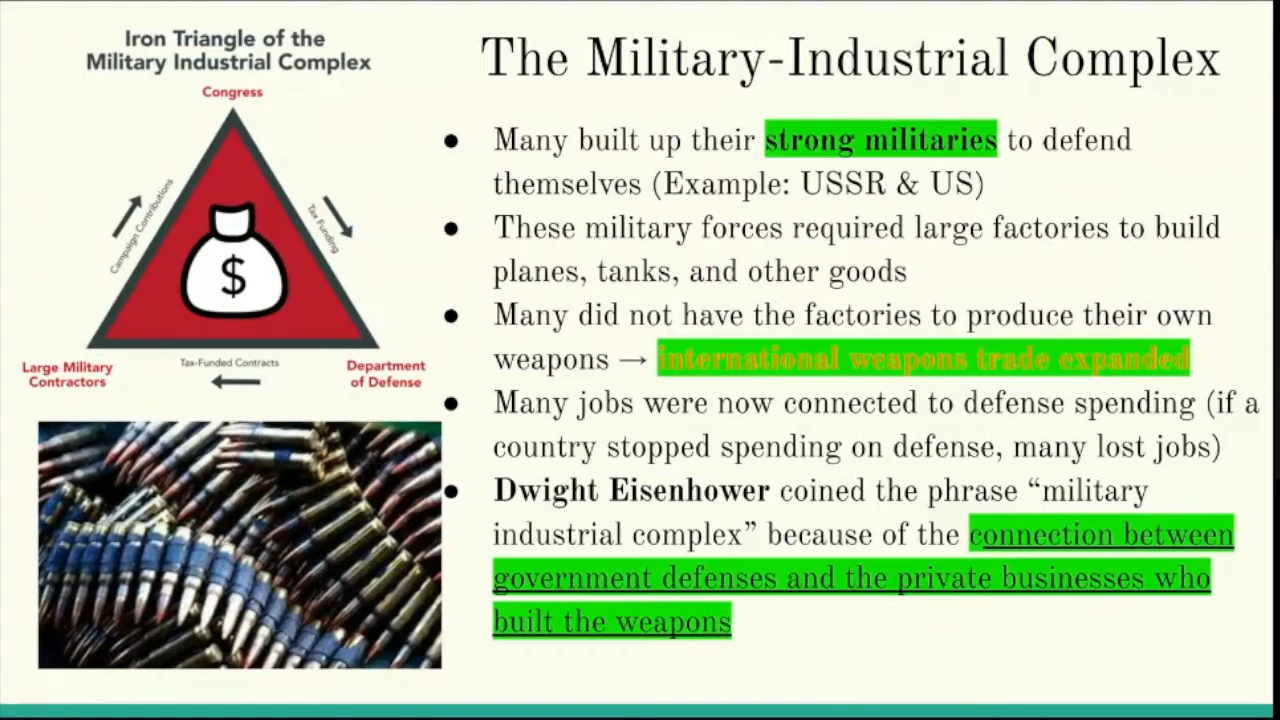 Iron Triangle of the
Military Industrial Complex
Congress
Campaign Contributions
Tax Funding
$
Large Military
Contractors
Tax-Funded Contracts
Department
of Defense
The Military-Industrial Complex
● Many built up their strong militaries to defend
themselves (Example: USSR & US)
● These military forces required large factories to build
planes, tanks, and other goods
● Many did not have the factories to produce their own
weapons → international weapons trade expanded
● Many jobs were now connected to defense spending (if a
country stopped spending on defense, many lost jobs)
● Dwight Eisenhower coined the phrase “military
industrial complex” because of the connection between
government defenses and the private businesses who
built the weapons